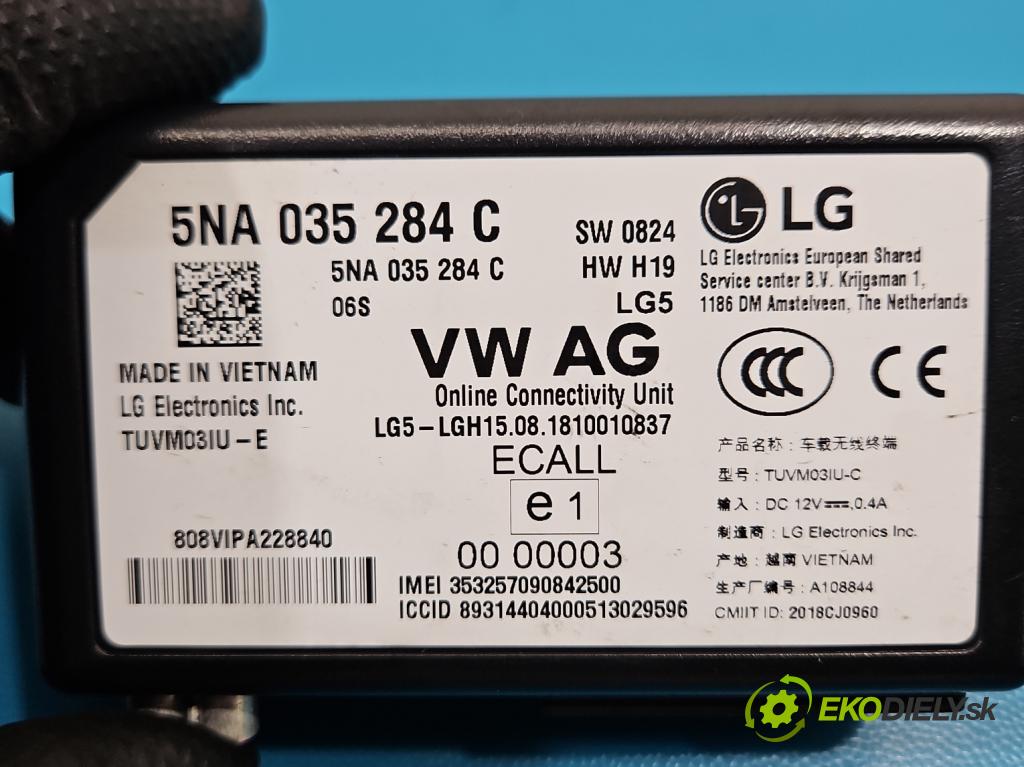 5NA 035 284 C
5NA 035 284 C
06S
SW 0824
HW H19
LG5
LG
LG Electronics European Shared
Service center B.V. Krijgsman 1,
1186 DM Amstelveen, The Netherlands
VW AG
Online Connectivity Unit
LG5-LGH15.08.1810010837
MADE IN VIETNAM
LG Electronics Inc.
TUVM03IU-E
CCC
CE
ECALL
e1
00 00003
808VIPA228840
IMEI 353257090842500
ICCID 89314404000513029596
产品名称: 车载无线终端
型号: TUVM03IU-C
输入: DC 12V⎓,0.4A
制造商: LG Electronics Inc.
产地: 越南 VIETNAM
生产厂编号: A108844
CMIIT ID: 2018CJ0960
EKODIELY.sk